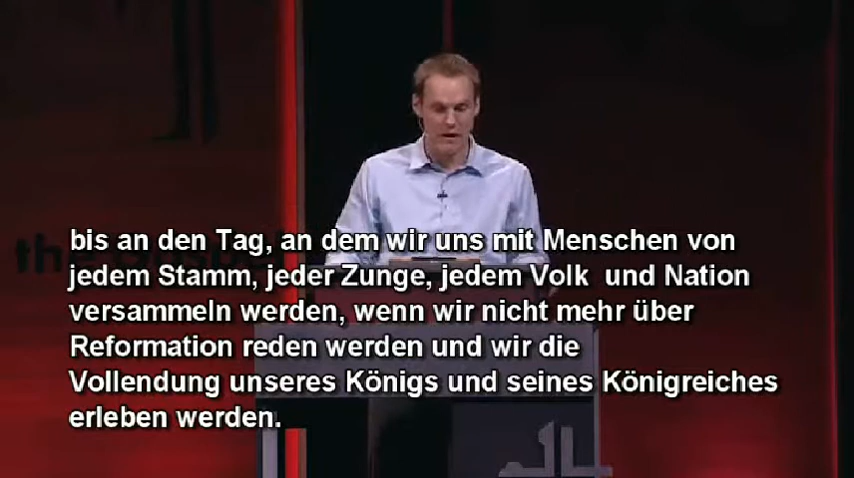 bis an den Tag, an dem wir uns mit Menschen von
jedem Stamm, jeder Zunge, jedem Volk und Nation
versammeln werden, wenn wir nicht mehr über
Reformation reden werden und wir die
Vollendung unseres Königs und seines Königreiches
erleben werden.
the Gospel